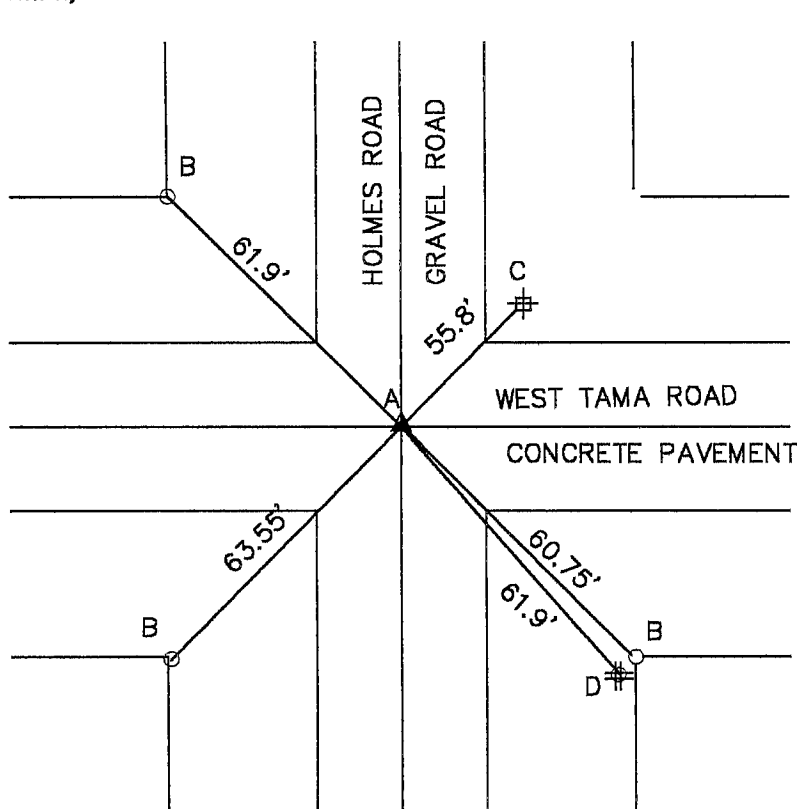 HOLMES ROAD
GRAVEL ROAD
B
61.9'
C
55.8'
A
WEST TAMA ROAD
CONCRETE PAVEMENT
63.55'
60.75'
61.9'
B
B
D